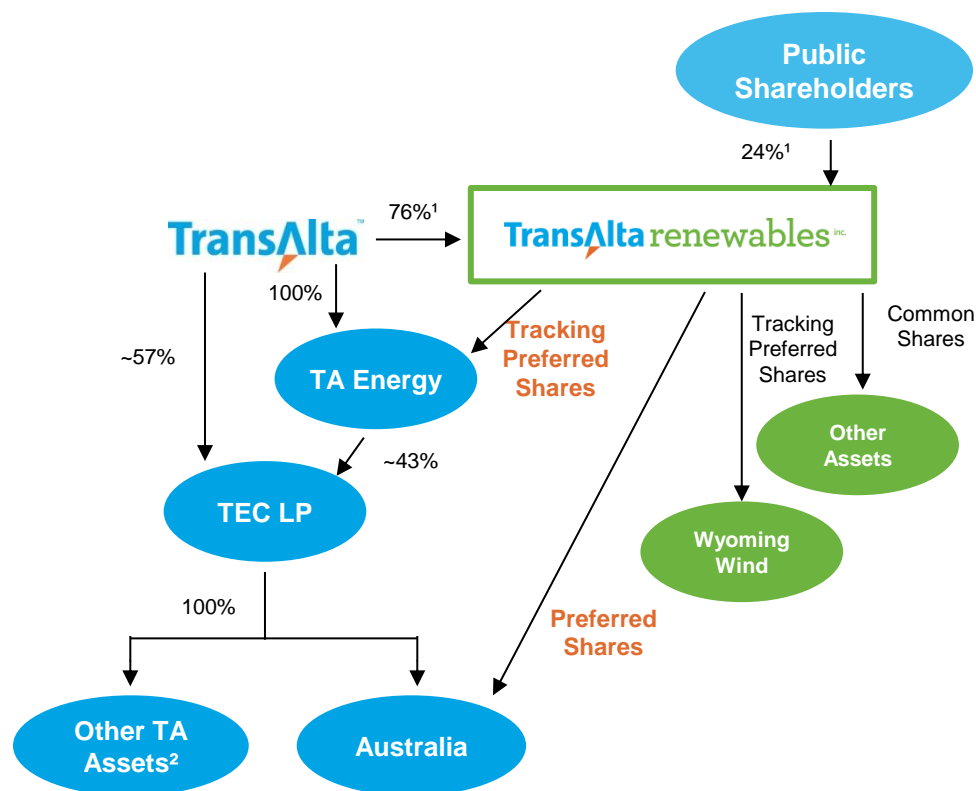 Public
Shareholders
24%¹
76%¹
TransAlta™
TransAlta renewables inc.
100%
~57%
Tracking
Preferred
Shares
Tracking
Preferred
Shares
Common
Shares
TA Energy
~43%
Other
Assets
TEC LP
Wyoming
Wind
100%
Preferred
Shares
Other TA
Assets²
Australia